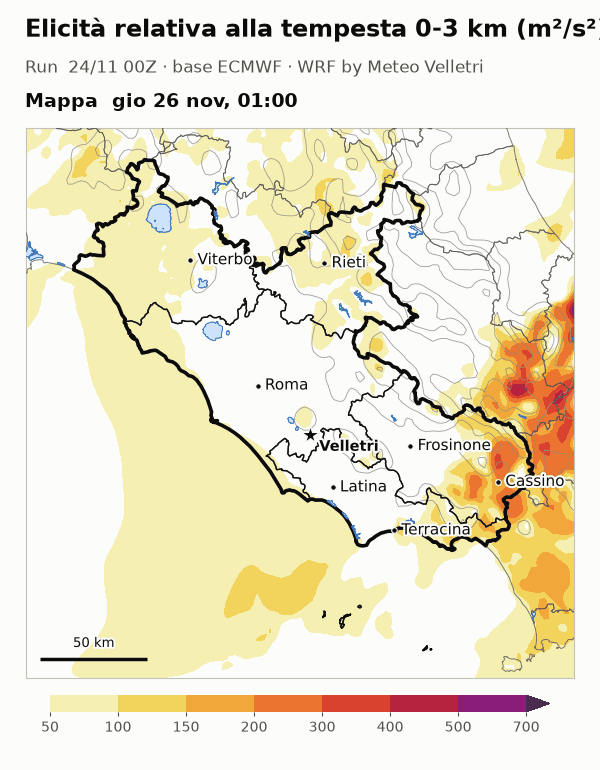 Elicità relativa alla tempesta 0-3 km (m²/s²)
Run 24/11 00Z · base ECMWF · WRF by Meteo Velletri
Mappa gio 26 nov, 01:00
Viterbo
Rieti
Roma
Velletri
Frosinone
Cassino
Latina
Terracina
50 km
50 100 150 200 300 400 500 700